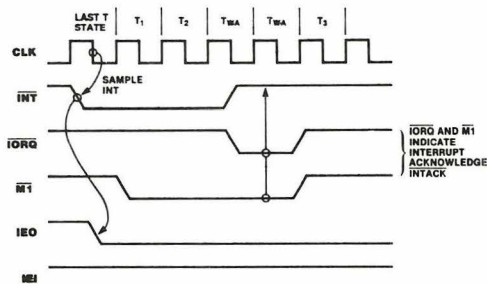 LAST T
STATE
T1
T2
TWA
TWA
T3
CLK
SAMPLE
INT
INT
IORQ
IORQ AND M1
INDICATE
INTERRUPT
ACKNOWLEDGE
INTACK
M1
IEO
IEI